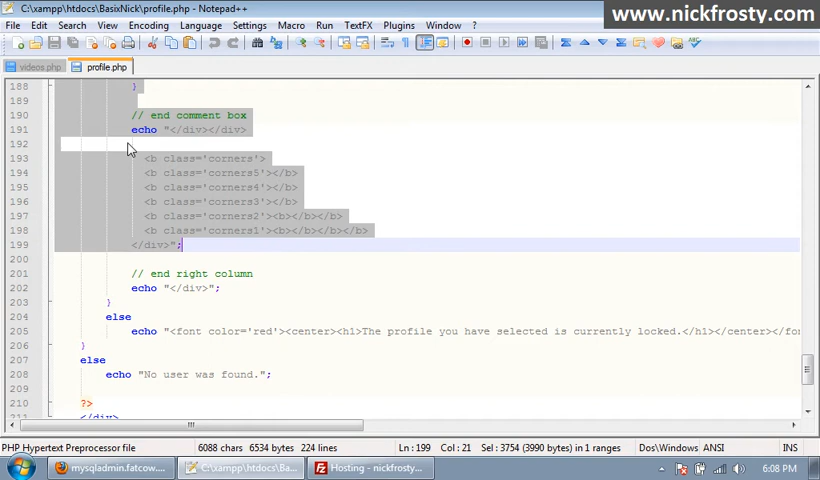 C:\xampp\htdocs\BasixNick\profile.php - Notepad++
www.nickfrosty.com
File Edit Search View Encoding Language Settings Macro Run TextFX Plugins Window ?
videos.php profile.php
188 }
189
190 // end comment box
191 echo "</div></div>
192
193 <b class='corners'>
194 <b class='corners5'></b>
195 <b class='corners4'></b>
196 <b class='corners3'></b>
197 <b class='corners2'><b></b></b>
198 <b class='corners1'><b></b></b></b>
199 </div>";
200
201 // end right column
202 echo "</div>";
203 }
204 else
205 echo "<font color='red'><center><h1>The profile you have selected is currently locked.</h1></center></fon
206 }
207 else
208 echo "No user was found.";
209
210 ?>
211 </div>
PHP Hypertext Preprocessor file 6088 chars 6534 bytes 224 lines Ln : 199 Col : 21 Sel : 3754 (3990 bytes) in 1 ranges Dos\Windows ANSI INS
mysqladmin.fatcow.... C:\xampp\htdocs\Ba... Hosting - nickfrosty... 6:08 PM